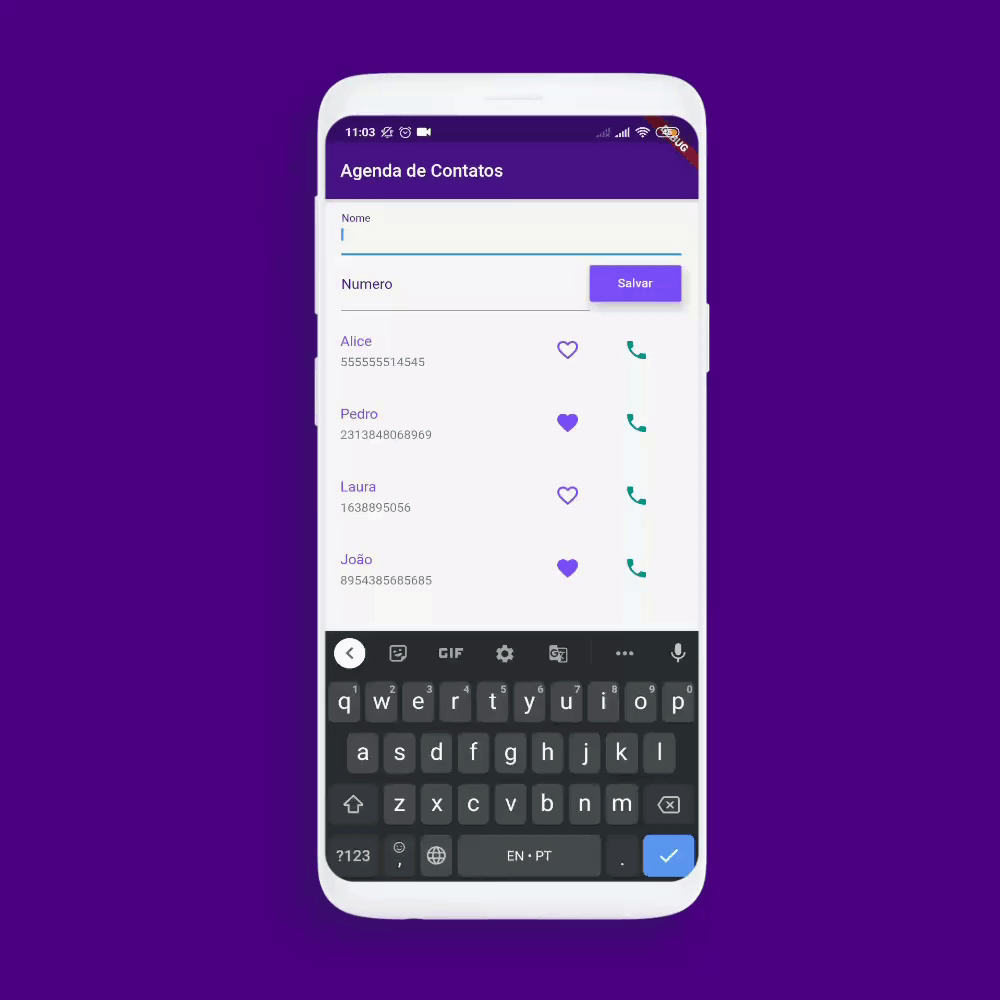 11:03
DEBUG
Agenda de Contatos
Nome
Numero
Salvar
Alice
555555514545
Pedro
2313848068969
Laura
1638895056
João
8954385685685
GIF
q1 w2 e3 r4 t5 y6 u7 i8 o9 p0
a s d f g h j k l
z x c v b n m
?123 , EN • PT .